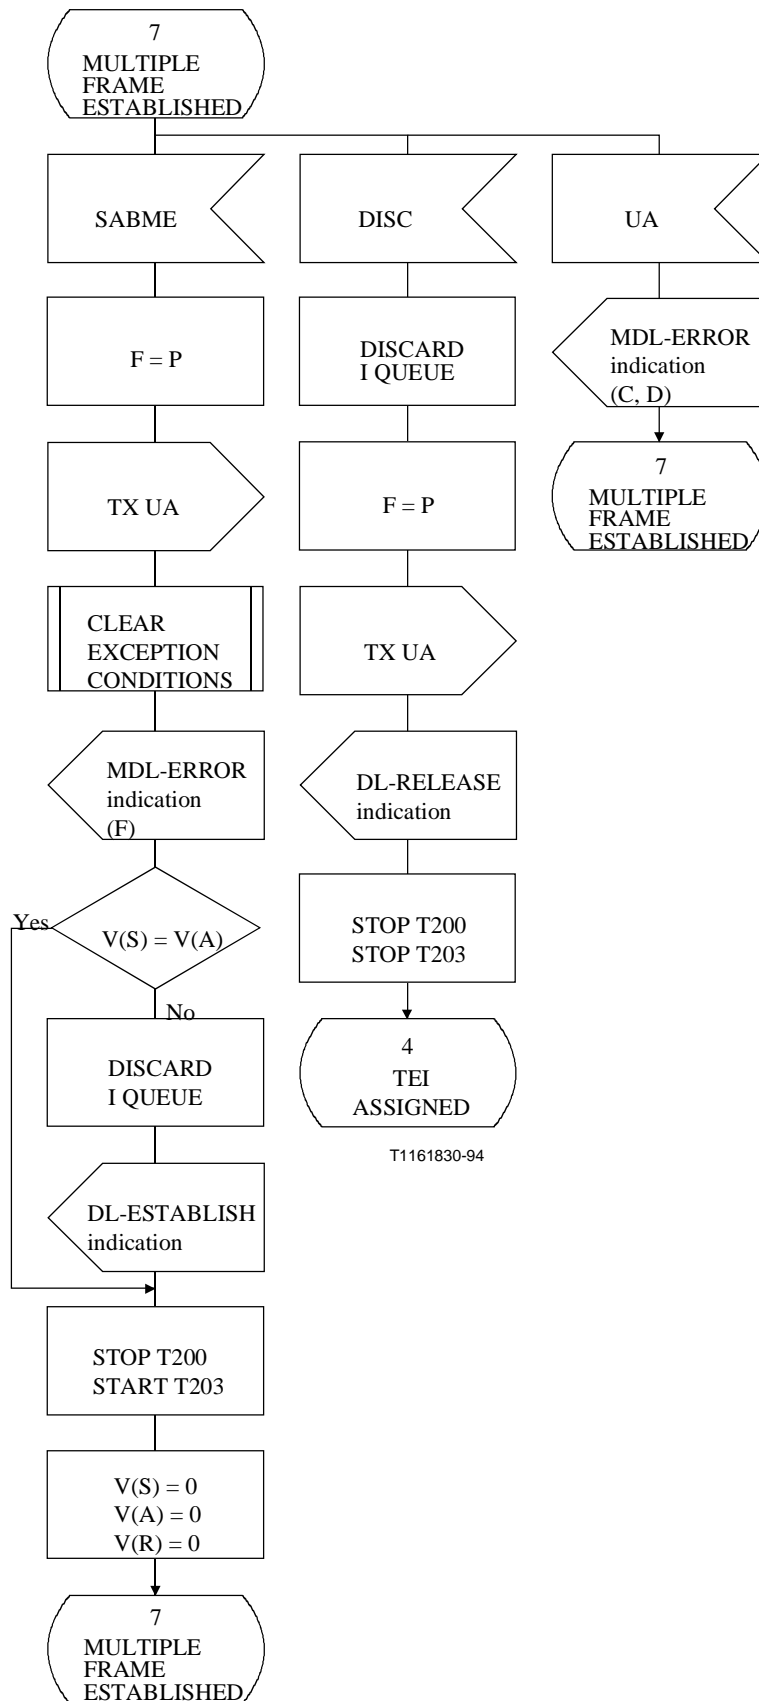 7
MULTIPLE
FRAME
ESTABLISHED
SABME
F = P
TX UA
CLEAR
EXCEPTION
CONDITIONS
MDL-ERROR
indication
(F)
Yes
V(S) = V(A)
No
DISCARD
I QUEUE
DL-ESTABLISH
indication
STOP T200
START T203
V(S) = 0
V(A) = 0
V(R) = 0
7
MULTIPLE
FRAME
ESTABLISHED
DISC
DISCARD
I QUEUE
F = P
TX UA
DL-RELEASE
indication
STOP T200
STOP T203
4
TEI
ASSIGNED
T1161830-94
UA
MDL-ERROR
indication
(C, D)
7
MULTIPLE
FRAME
ESTABLISHED